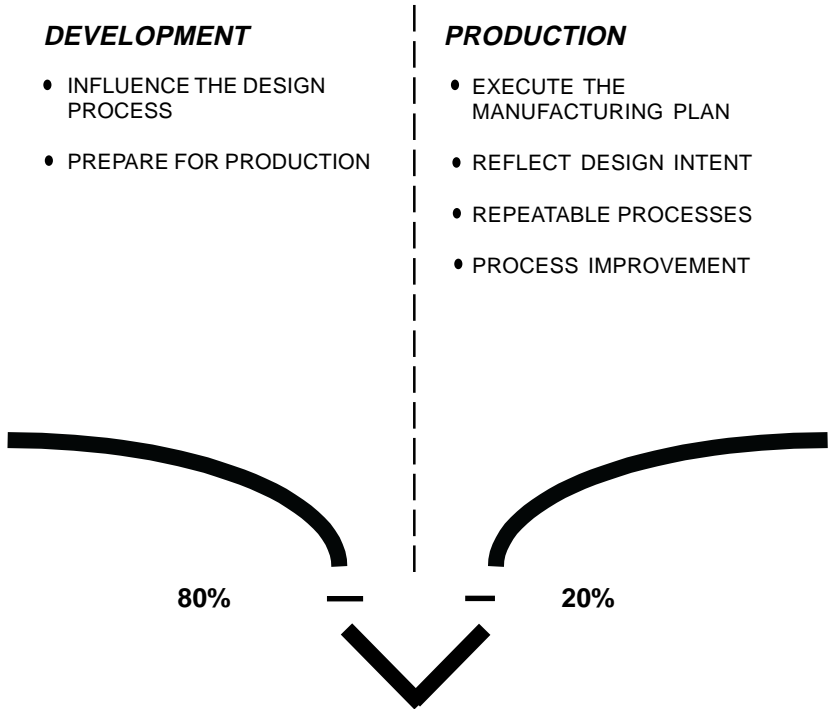 DEVELOPMENT
• INFLUENCE THE DESIGN
PROCESS
• PREPARE FOR PRODUCTION
PRODUCTION
• EXECUTE THE
MANUFACTURING PLAN
• REFLECT DESIGN INTENT
• REPEATABLE PROCESSES
• PROCESS IMPROVEMENT
80%
20%